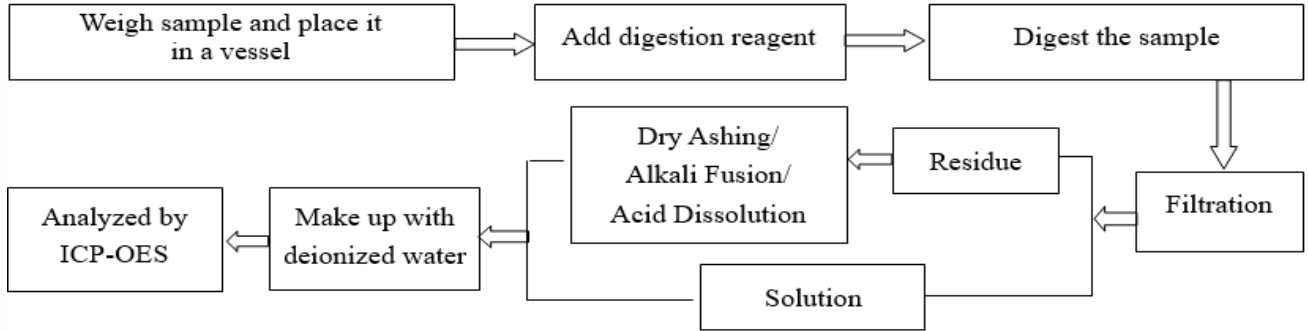 Weigh sample and place it
in a vessel
Add digestion reagent
Digest the sample
Filtration
Residue
Dry Ashing/
Alkali Fusion/
Acid Dissolution
Solution
Make up with
deionized water
Analyzed by
ICP-OES